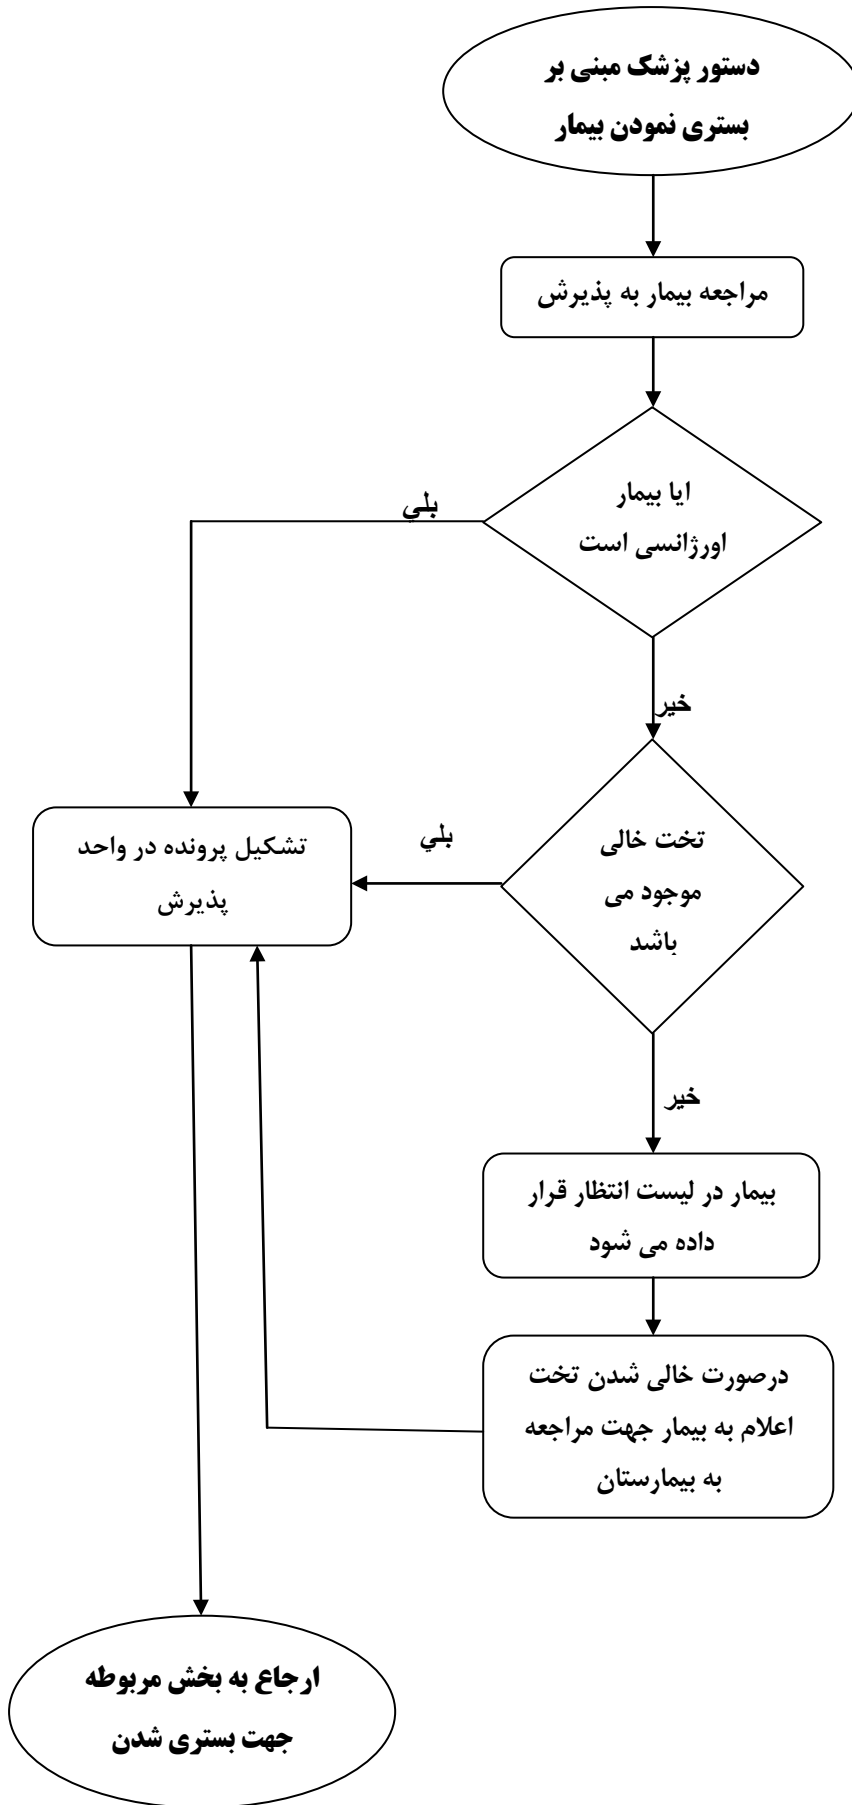 دستور پزشک مبنی بر
بستری نمودن بیمار
مراجعه بیمار به پذیرش
ایا بیمار
اورژانسی است
بلي
خیر
تخت خالی
موجود می
باشد
بلي
تشکیل پرونده در واحد
پذیرش
خیر
بیمار در لیست انتظار قرار
داده می شود
درصورت خالی شدن تخت
اعلام به بیمار جهت مراجعه
به بیمارستان
ارجاع به بخش مربوطه
جهت بستری شدن